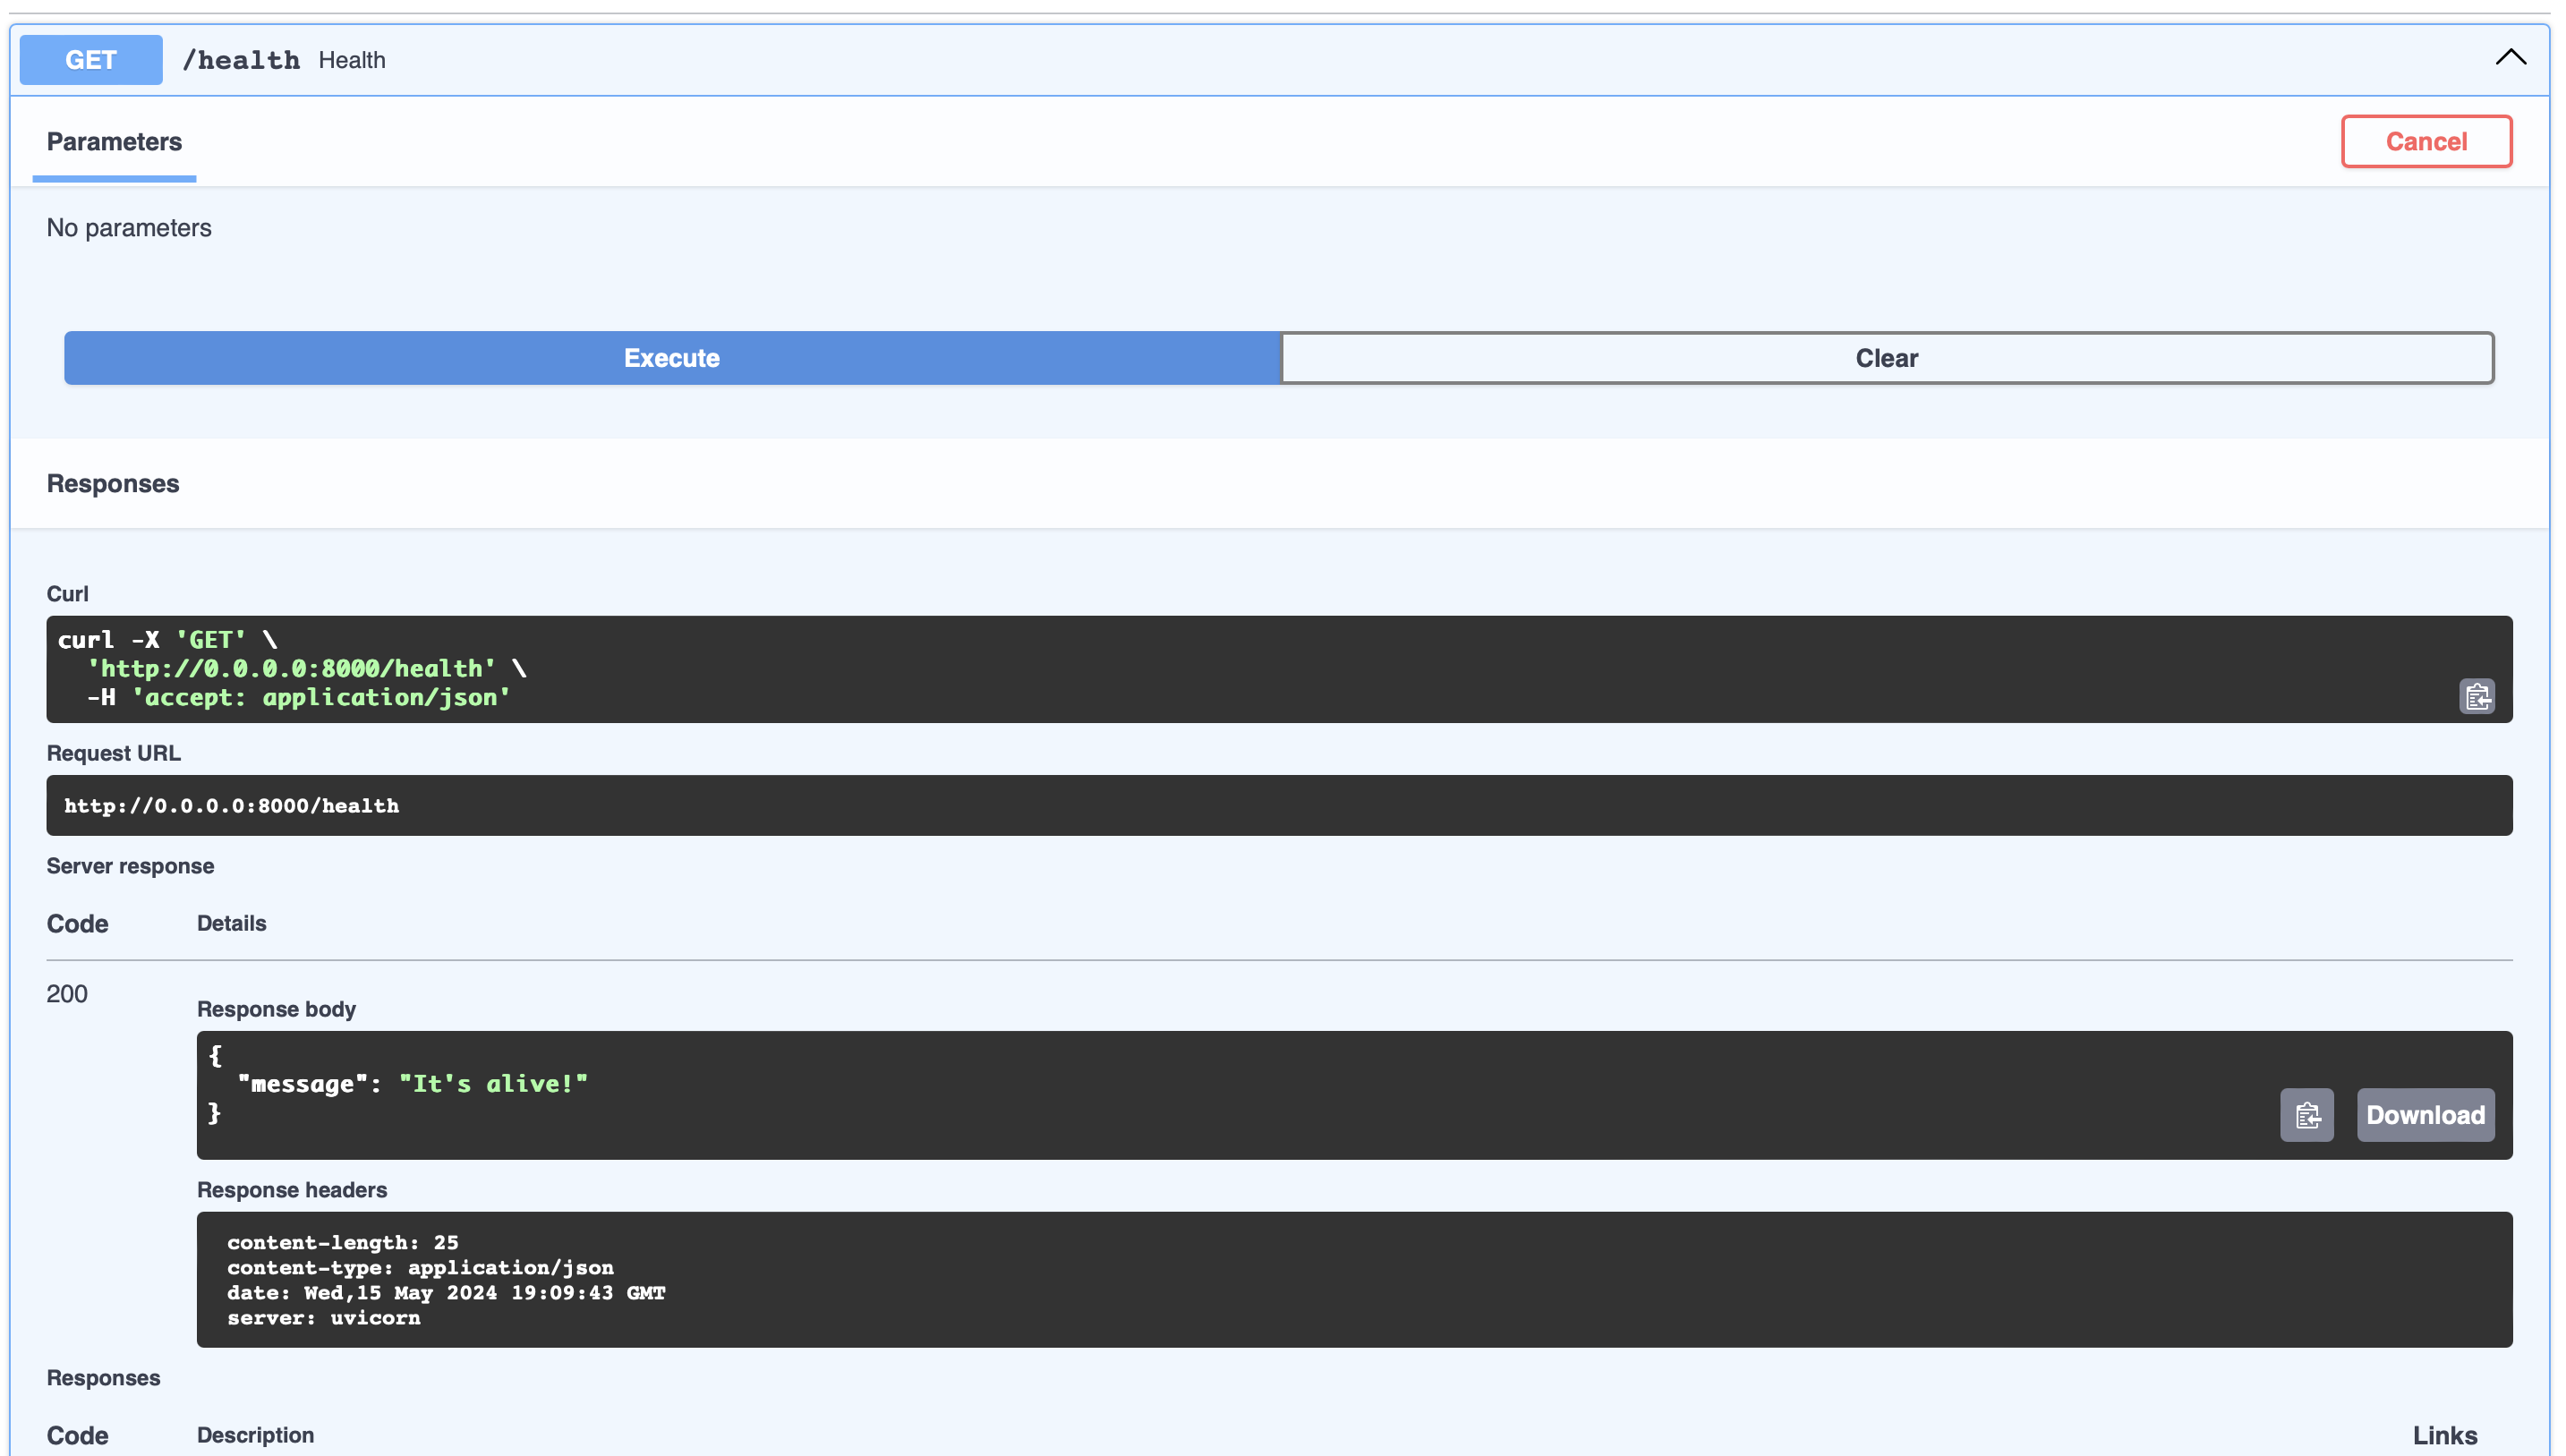 GET /health Health
Parameters Cancel
No parameters
Execute Clear
Responses
Curl
curl -X 'GET' \
'http://0.0.0.0:8000/health' \
-H 'accept: application/json'
Request URL
http://0.0.0.0:8000/health
Server response
Code Details
200
Response body
{
"message": "It's alive!"
}
Download
Response headers
content-length: 25
content-type: application/json
date: Wed,15 May 2024 19:09:43 GMT
server: uvicorn
Responses
Code Description Links